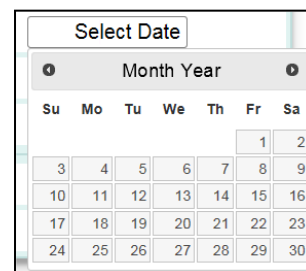 Select Date
Month Year
Su Mo Tu We Th Fr Sa
1 2
3 4 5 6 7 8 9
10 11 12 13 14 15 16
17 18 19 20 21 22 23
24 25 26 27 28 29 30